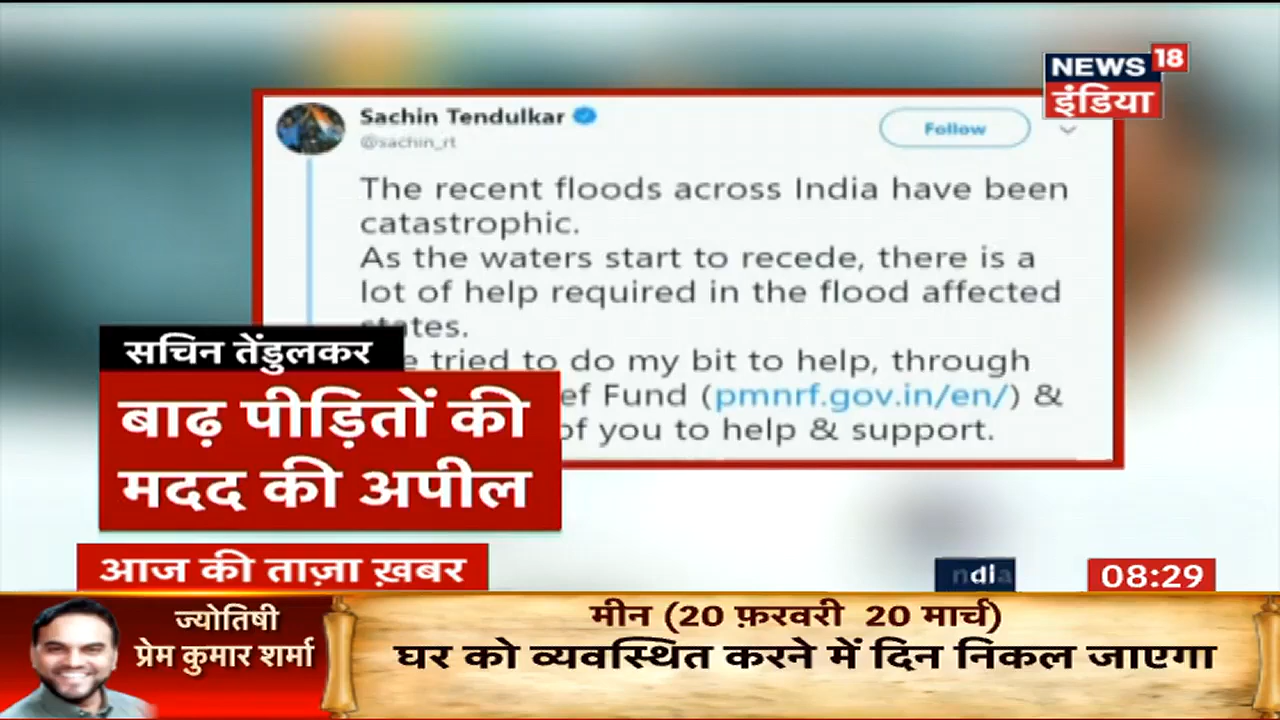 NEWS 18
इंडिया
Sachin Tendulkar
@sachin_rt
Follow
The recent floods across India have been
catastrophic.
As the waters start to recede, there is a
lot of help required in the flood affected
states.
tried to do my bit to help, through
Fund (pmnrf.gov.in/en/) &
of you to help & support.
सचिन तेंडुलकर
बाढ़ पीड़ितों की
मदद की अपील
आज की ताज़ा ख़बर
08:29
ज्योतिषी
प्रेम कुमार शर्मा
मीन (20 फ़रवरी 20 मार्च)
घर को व्यवस्थित करने में दिन निकल जाएगा